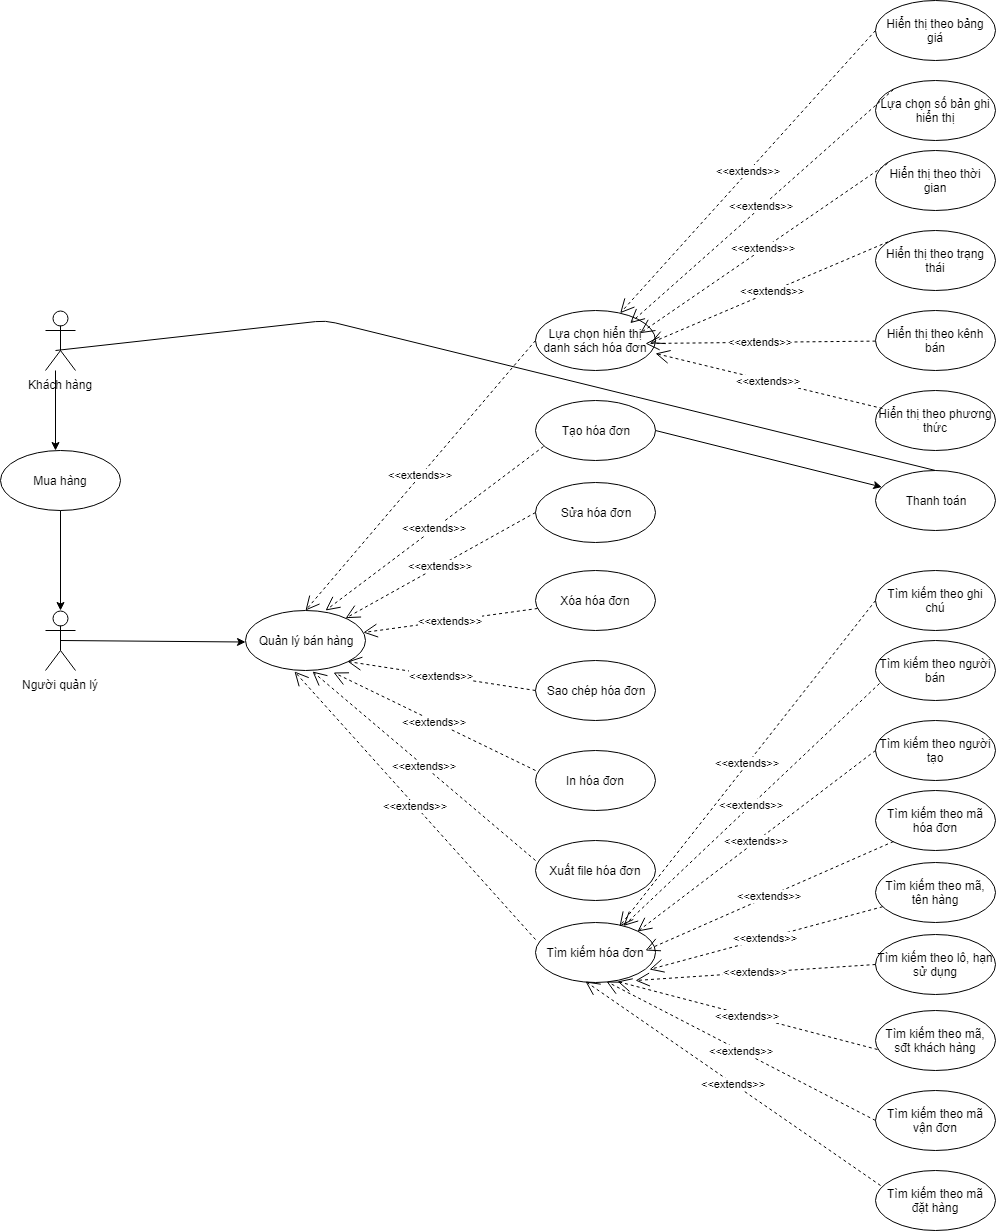 Hiển thị theo bảng
giá
Lựa chọn số bản ghi
hiển thị
<<extends>>
Hiển thị theo thời
gian
<<extends>>
<<extends>>
Hiển thị theo trạng
thái
<<extends>>
Lựa chọn hiển thị
danh sách hóa đơn
<<extends>>
Hiển thị theo kênh
bán
Khách hàng
<<extends>>
Hiển thị theo phương
thức
Tạo hóa đơn
Mua hàng
<<extends>>
Thanh toán
<<extends>>
Sửa hóa đơn
<<extends>>
Xóa hóa đơn
Tìm kiếm theo ghi
chú
<<extends>>
Quản lý bán hàng
Người quản lý
<<extends>>
Sao chép hóa đơn
Tìm kiếm theo người
bán
<<extends>>
Tìm kiếm theo người
tạo
<<extends>>
In hóa đơn
<<extends>>
<<extends>>
<<extends>>
Tìm kiếm theo mã
hóa đơn
<<extends>>
Xuất file hóa đơn
<<extends>>
Tìm kiếm theo mã,
tên hàng
<<extends>>
Tìm kiếm hóa đơn
Tìm kiếm theo lô, hạn
sử dụng
<<extends>>
<<extends>>
Tìm kiếm theo mã,
sđt khách hàng
<<extends>>
<<extends>>
Tìm kiếm theo mã
vận đơn
Tìm kiếm theo mã
đặt hàng